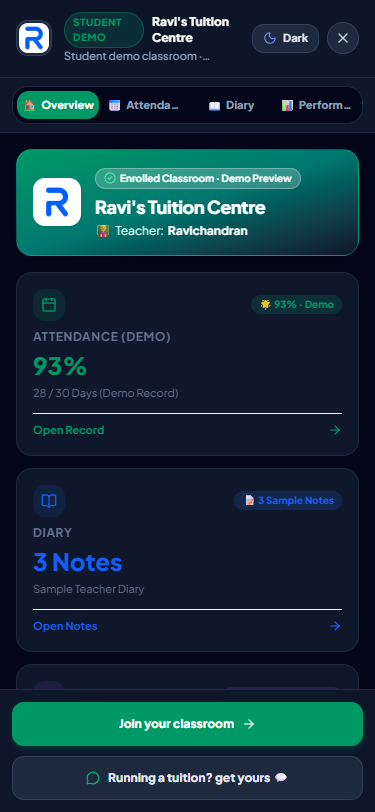 STUDENT
DEMO
Ravi's Tuition
Centre
Student demo classroom ·...
Dark
Overview
Attenda...
Diary
Perform...
Enrolled Classroom · Demo Preview
Ravi's Tuition Centre
Teacher: Ravichandran
93% · Demo
ATTENDANCE (DEMO)
93%
28 / 30 Days (Demo Record)
Open Record
3 Sample Notes
DIARY
3 Notes
Sample Teacher Diary
Open Notes
Join your classroom
Running a tuition? get yours